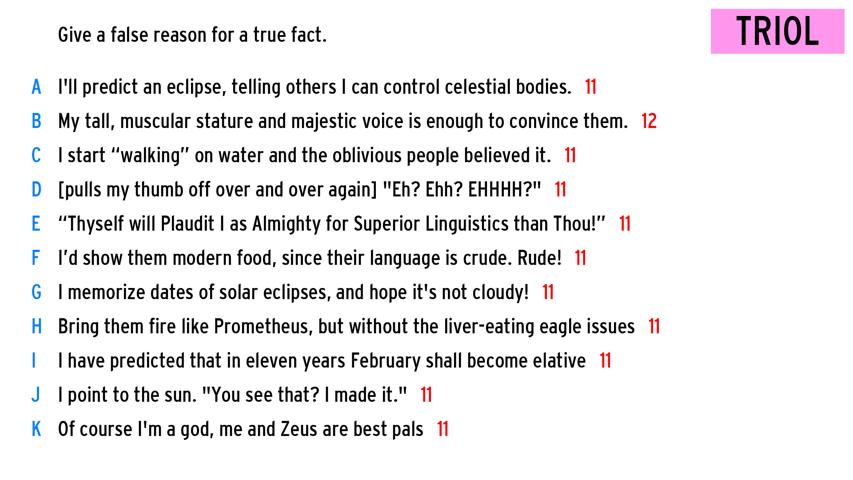 Give a false reason for a true fact.
TRIOL
A I'll predict an eclipse, telling others I can control celestial bodies. 11
B My tall, muscular stature and majestic voice is enough to convince them. 12
C I start “walking” on water and the oblivious people believed it. 11
D [pulls my thumb off over and over again] "Eh? Ehh? EHHHH?" 11
E “Thyself will Plaudit I as Almighty for Superior Linguistics than Thou!” 11
F I’d show them modern food, since their language is crude. Rude! 11
G I memorize dates of solar eclipses, and hope it's not cloudy! 11
H Bring them fire like Prometheus, but without the liver-eating eagle issues 11
I I have predicted that in eleven years February shall become elative 11
J I point to the sun. "You see that? I made it." 11
K Of course I'm a god, me and Zeus are best pals 11